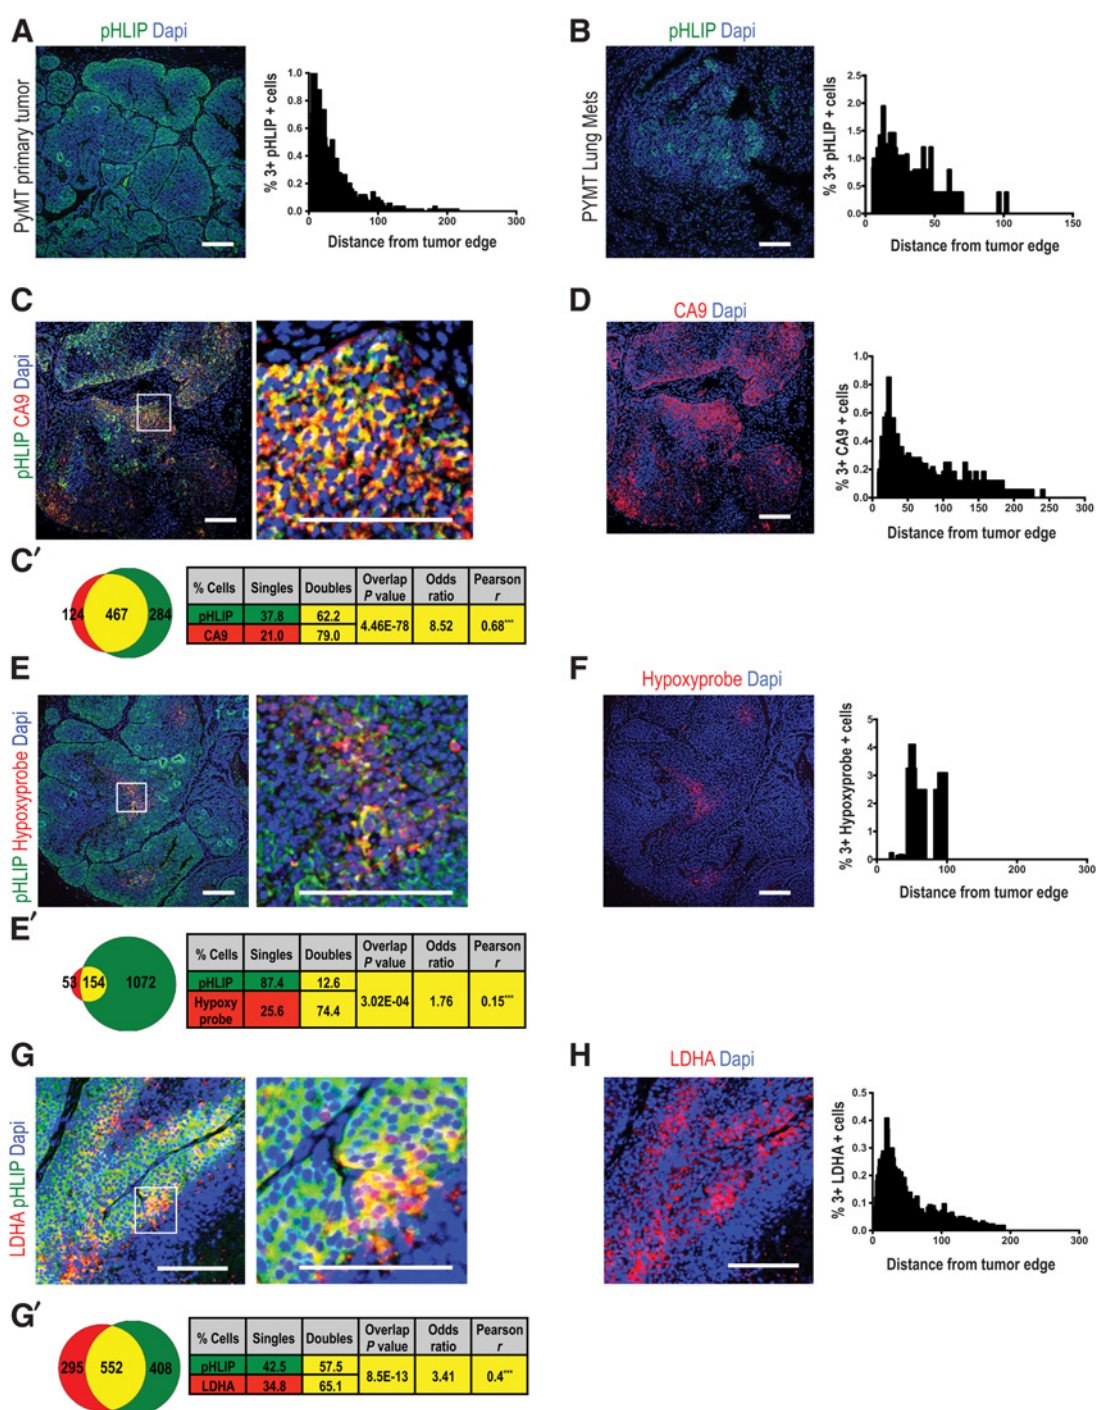 A
pHLIP Dapi
PyMT primary tumor
% 3+ pHLIP + cells
1.0
0.8
0.6
0.4
0.2
0.0
0 100 200 300
Distance from tumor edge
B
pHLIP Dapi
PYMT Lung Mets
% 3+ pHLIP + cells
2.5
2.0
1.5
1.0
0.5
0.0
50 100 150
Distance from tumor edge
C
pHLIP CA9 Dapi
D
CA9 Dapi
% 3+ CA9 + cells
1.0
0.8
0.6
0.4
0.2
0.0
0 50 100 150 200 250 300
Distance from tumor edge
C'
124 467 284
% Cells Singles Doubles Overlap P value Odds ratio Pearson r
pHLIP 37.8 62.2 4.46E-78 8.52 0.68***
CA9 21.0 79.0
E
pHLIP Hypoxyprobe Dapi
F
Hypoxyprobe Dapi
% 3+ Hypoxyprobe + cells
5
4
3
2
1
0
0 100 200 300
Distance from tumor edge
E'
53 154 1072
% Cells Singles Doubles Overlap P value Odds ratio Pearson r
pHLIP 87.4 12.6 3.02E-04 1.76 0.15***
Hypoxy probe 25.6 74.4
G
LDHA pHLIP Dapi
H
LDHA Dapi
% 3+ LDHA + cells
0.5
0.4
0.3
0.2
0.1
0
0 100 200 300
Distance from tumor edge
G'
295 552 408
% Cells Singles Doubles Overlap P value Odds ratio Pearson r
pHLIP 42.5 57.5 8.5E-13 3.41 0.4***
LDHA 34.8 65.1